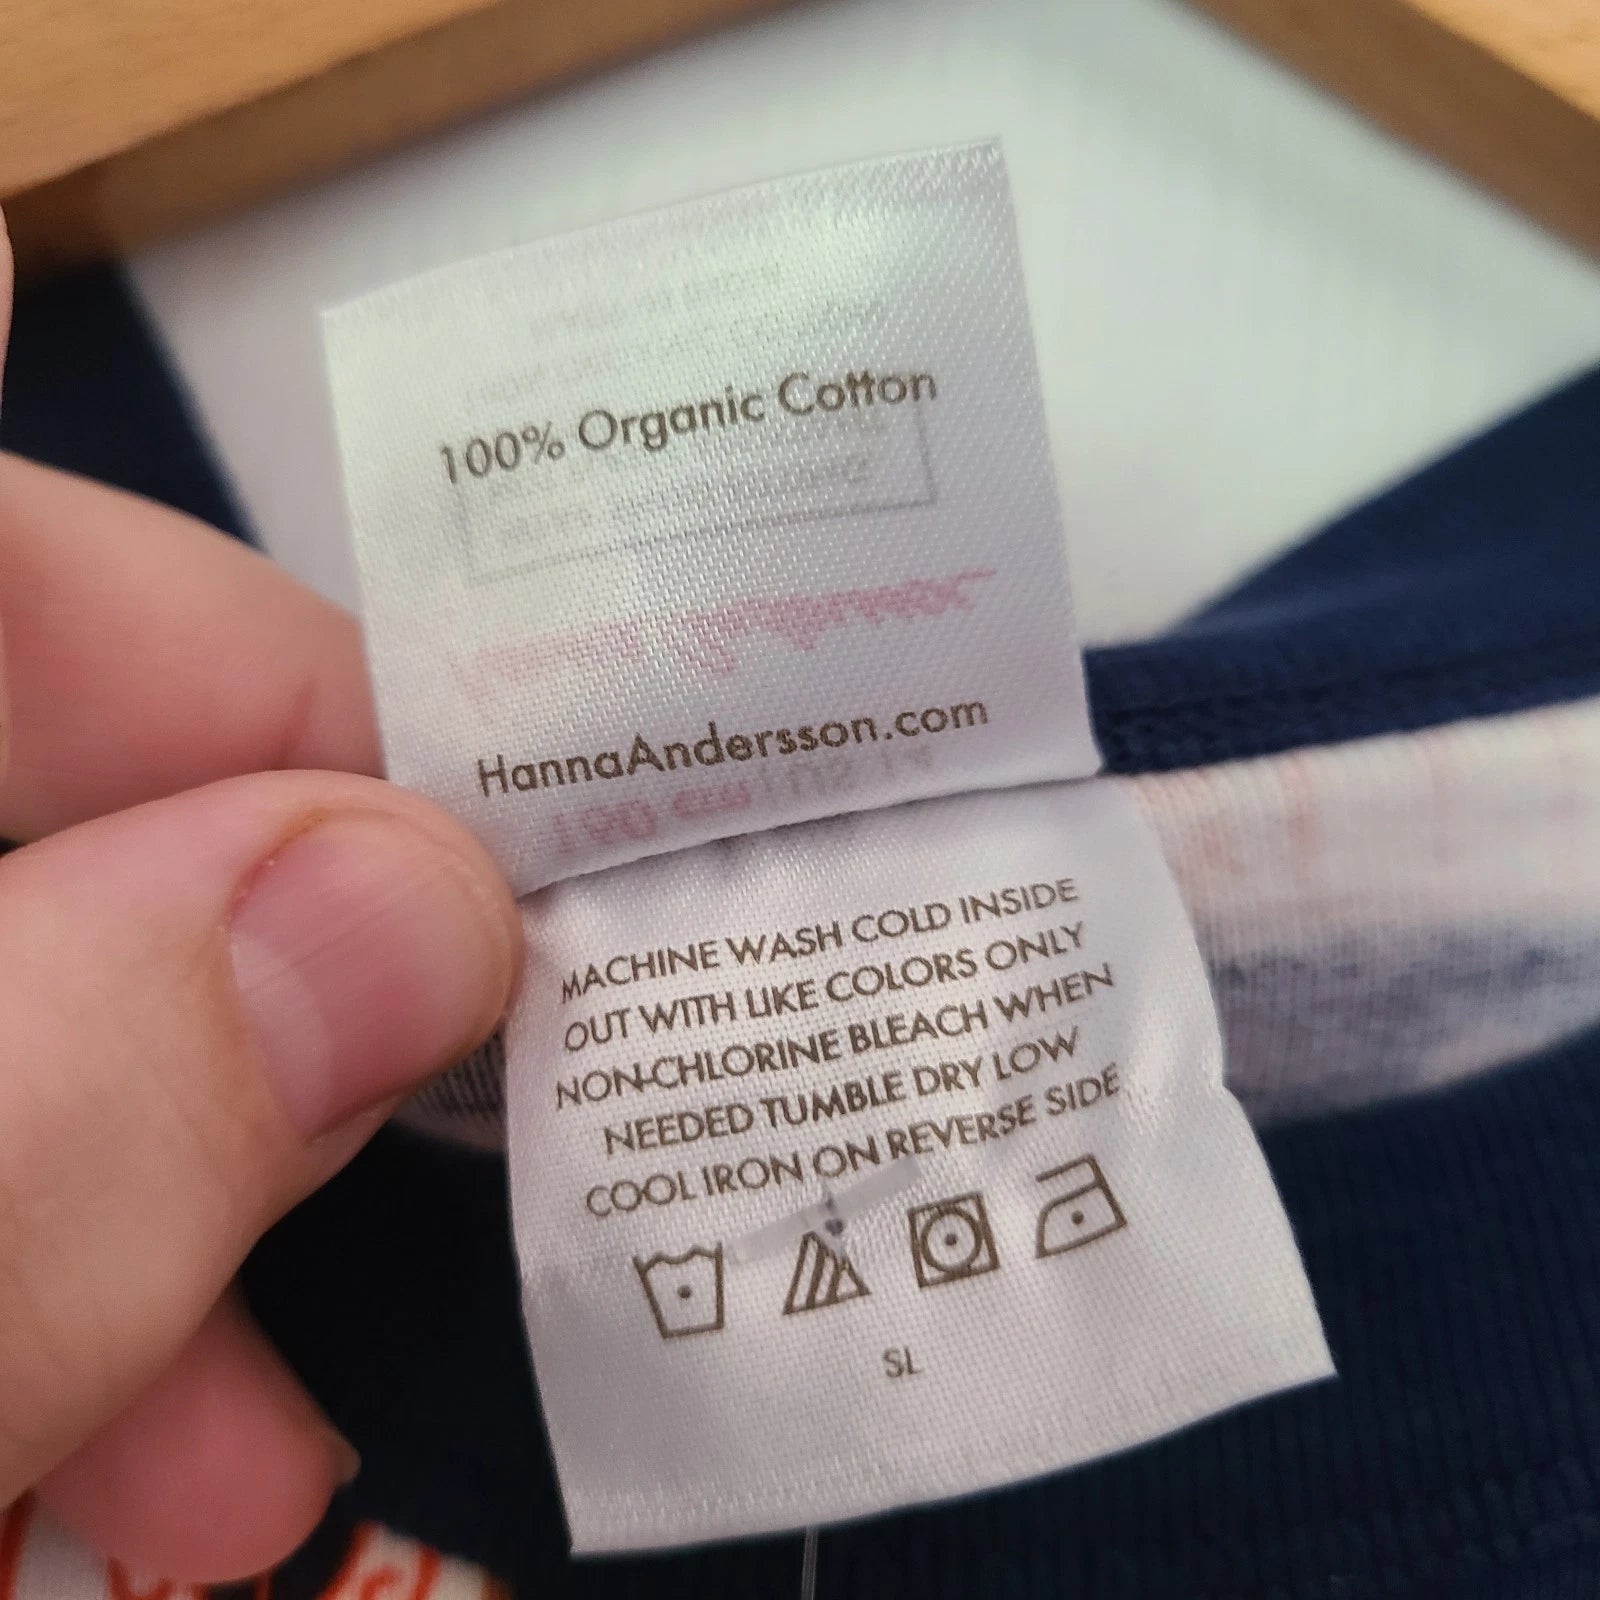 100% Organic Cotton
HannaAndersson.com
MACHINE WASH COLD INSIDE
OUT WITH LIKE COLORS ONLY
NON-CHLORINE BLEACH WHEN
NEEDED TUMBLE DRY LOW
COOL IRON ON REVERSE SIDE
SL